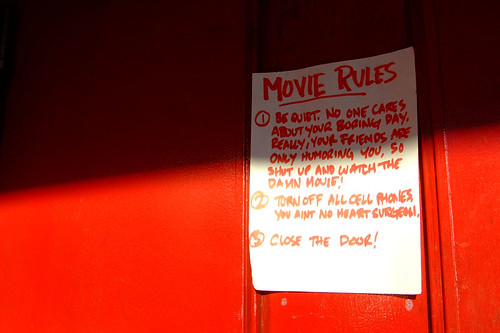 MOVIE RULES
① BE QUIET. NO ONE CARES
ABOUT YOUR BORING DAY.
REALLY, YOUR FRIENDS ARE
ONLY HUMORING YOU, SO
SHUT UP AND WATCH THE
DAMN MOVIE!
② TURN OFF ALL CELL PHONES,
YOU AINT NO HEART SURGEON.
③ CLOSE THE DOOR!